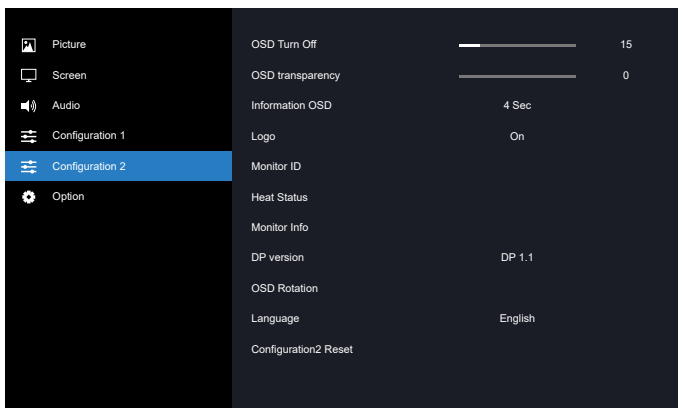 Picture
Screen
Audio
Configuration 1
Configuration 2
Option
OSD Turn Off 15
OSD transparency 0
Information OSD 4 Sec
Logo On
Monitor ID
Heat Status
Monitor Info
DP version DP 1.1
OSD Rotation
Language English
Configuration2 Reset